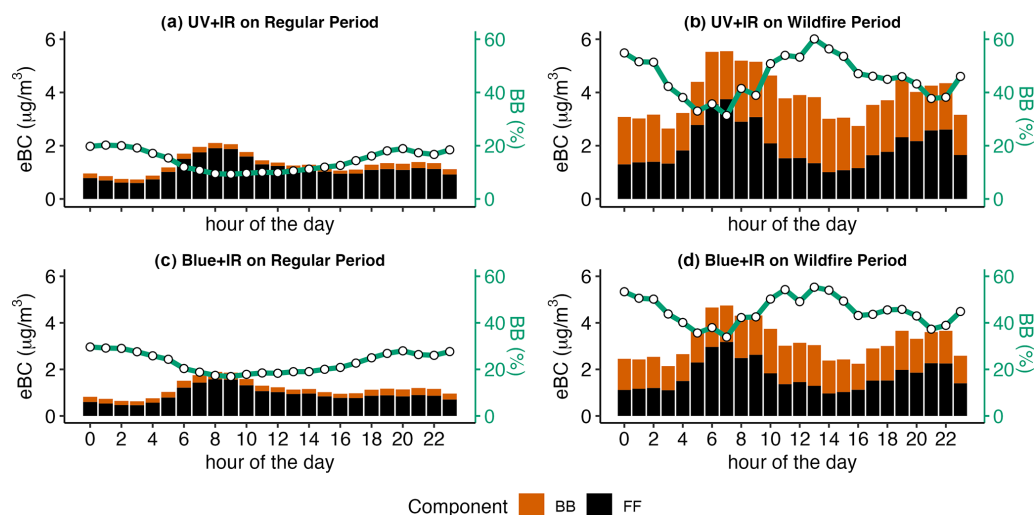 (a) UV+IR on Regular Period
(b) UV+IR on Wildfire Period
6
4
2
0
eBC (µg/m³)
60
40
20
0
BB (%)
hour of the day
6
4
2
0
eBC (µg/m³)
60
40
20
0
BB (%)
hour of the day
(c) Blue+IR on Regular Period
(d) Blue+IR on Wildfire Period
6
4
2
0
eBC (µg/m³)
60
40
20
0
BB (%)
0 2 4 6 8 10 12 14 16 18 20 22
hour of the day
6
4
2
0
eBC (µg/m³)
60
40
20
0
BB (%)
0 2 4 6 8 10 12 14 16 18 20 22
hour of the day
Component BB FF